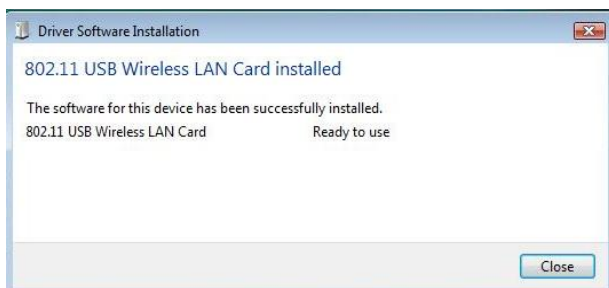 Driver Software Installation
802.11 USB Wireless LAN Card installed
The software for this device has been successfully installed.
802.11 USB Wireless LAN Card Ready to use
Close